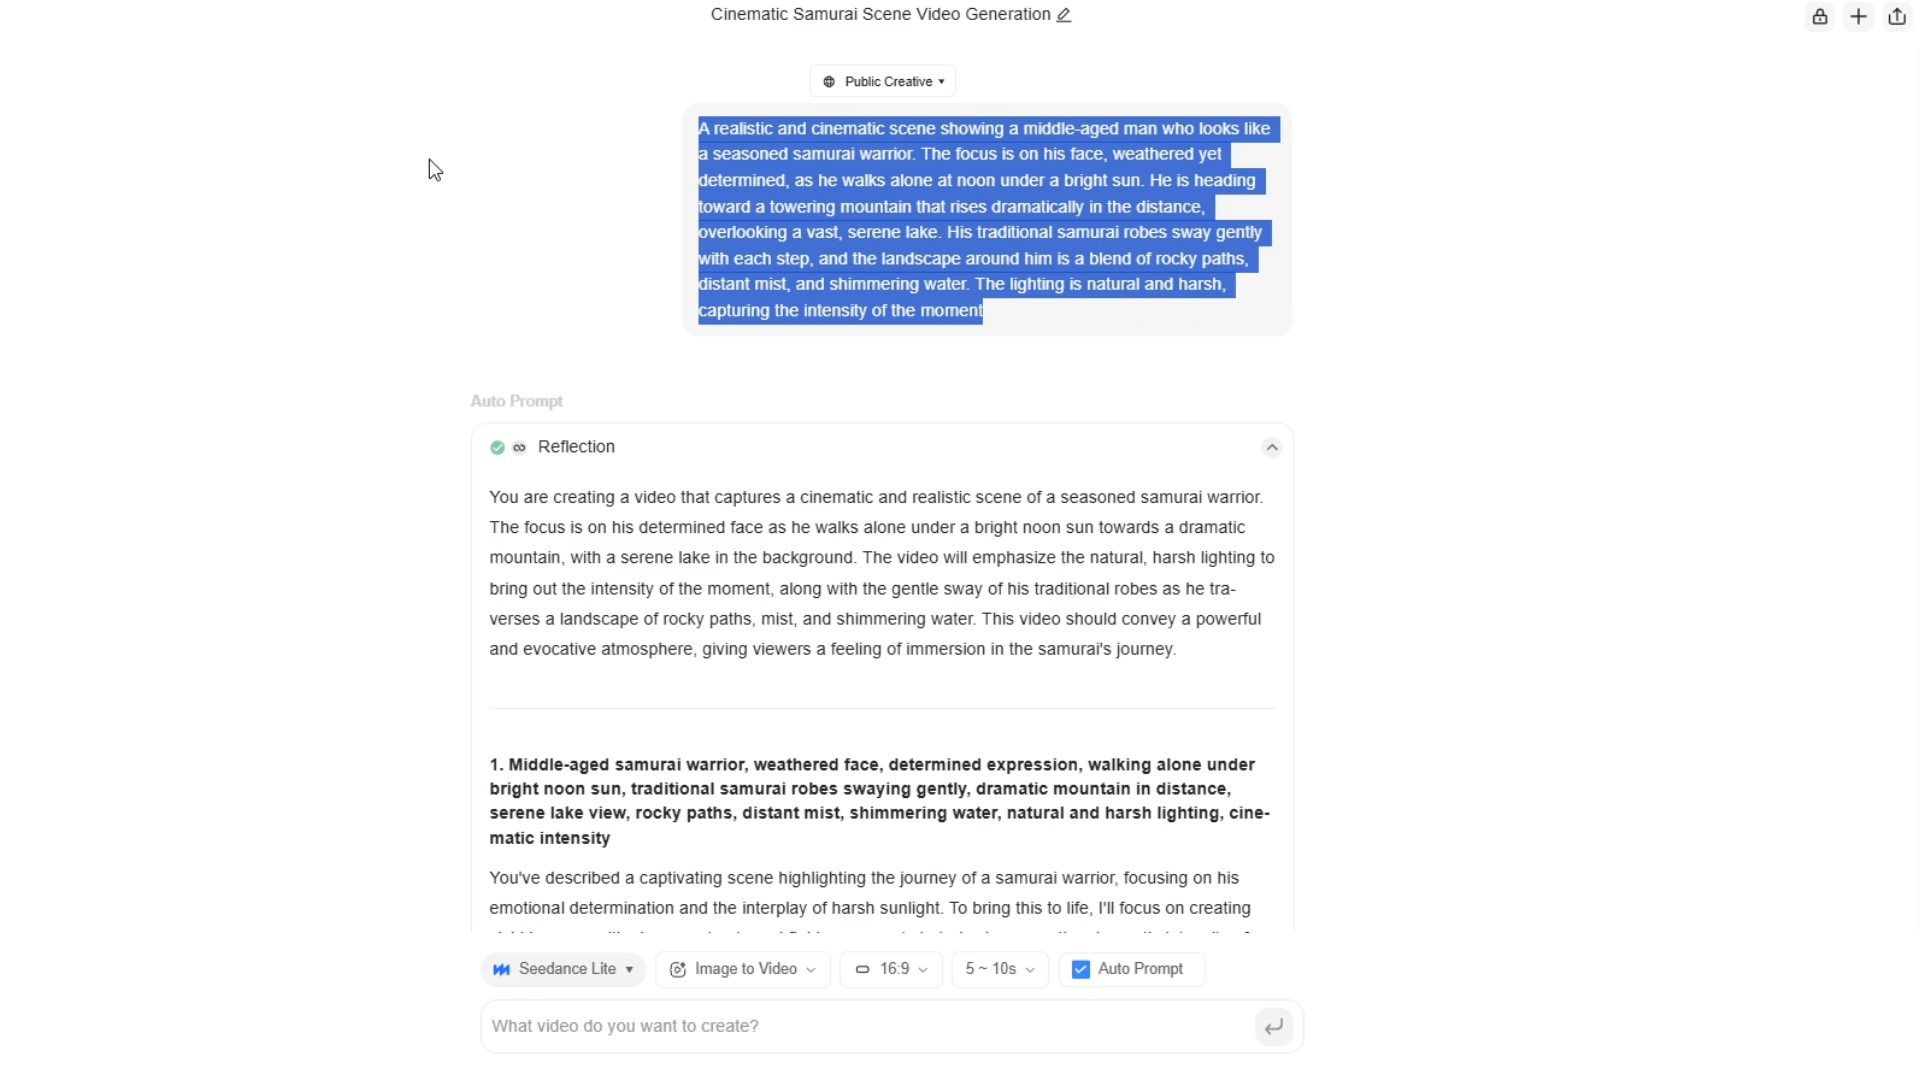 Cinematic Samurai Scene Video Generation
Public Creative
A realistic and cinematic scene showing a middle-aged man who looks like
a seasoned samurai warrior. The focus is on his face, weathered yet
determined, as he walks alone at noon under a bright sun. He is heading
toward a towering mountain that rises dramatically in the distance,
overlooking a vast, serene lake. His traditional samurai robes sway gently
with each step, and the landscape around him is a blend of rocky paths,
distant mist, and shimmering water. The lighting is natural and harsh,
capturing the intensity of the moment
Auto Prompt
Reflection
You are creating a video that captures a cinematic and realistic scene of a seasoned samurai warrior.
The focus is on his determined face as he walks alone under a bright noon sun towards a dramatic
mountain, with a serene lake in the background. The video will emphasize the natural, harsh lighting to
bring out the intensity of the moment, along with the gentle sway of his traditional robes as he tra-
verses a landscape of rocky paths, mist, and shimmering water. This video should convey a powerful
and evocative atmosphere, giving viewers a feeling of immersion in the samurai's journey.
1. Middle-aged samurai warrior, weathered face, determined expression, walking alone under
bright noon sun, traditional samurai robes swaying gently, dramatic mountain in distance,
serene lake view, rocky paths, distant mist, shimmering water, natural and harsh lighting, cine-
matic intensity
You've described a captivating scene highlighting the journey of a samurai warrior, focusing on his
emotional determination and the interplay of harsh sunlight. To bring this to life, I'll focus on creating
Seedance Lite
Image to Video
16:9
5 ~ 10s
Auto Prompt
What video do you want to create?